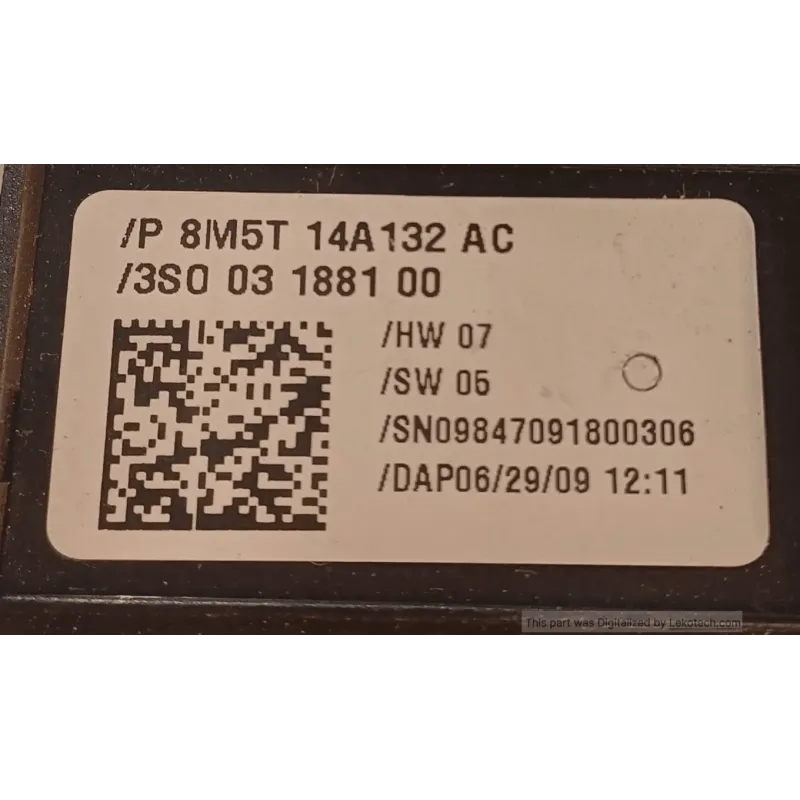 /P 8M5T 14A132 AC
/3S0 03 1881 00
/HW 07
/SW 05
/SN09847091800306
/DAP06/29/09 12:11
This part was Digitalized by Lekotech.com